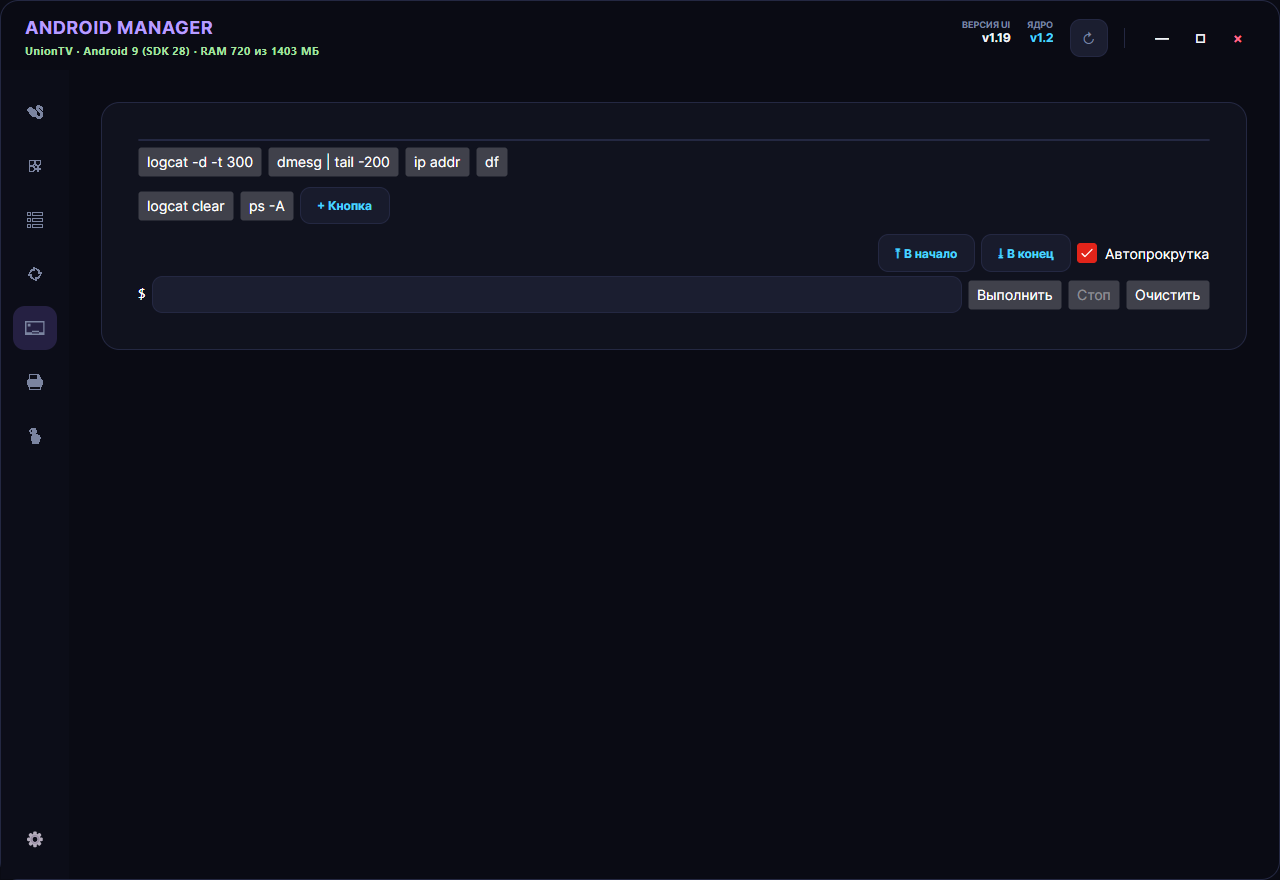 ANDROID MANAGER
UnionTV · Android 9 (SDK 28) · RAM 720 из 1403 МБ
ВЕРСИЯ UI ЯДРО
v1.19 v1.2
logcat -d -t 300 dmesg | tail -200 ip addr df
logcat clear ps -A + Кнопка
⤒ В начало ⤓ В конец Автопрокрутка
$ Выполнить Стоп Очистить